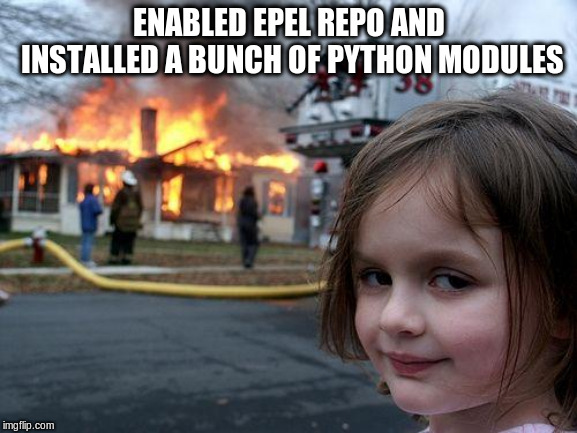 ENABLED EPEL REPO AND
INSTALLED A BUNCH OF PYTHON MODULES
38
imgflip.com